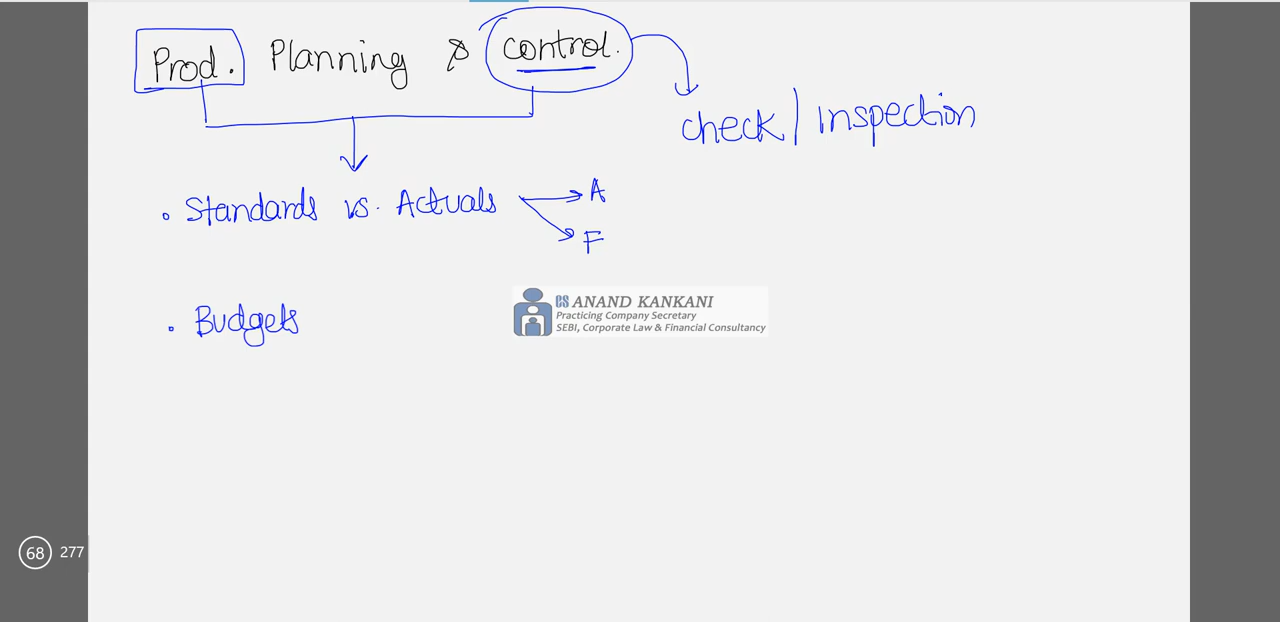 Prod. Planning & control.
check | Inspection
• Standards vs. Actuals
A
F
CS ANAND KANKANI
Practicing Company Secretary
SEBI, Corporate Law & Financial Consultancy
• Budgets
68 277